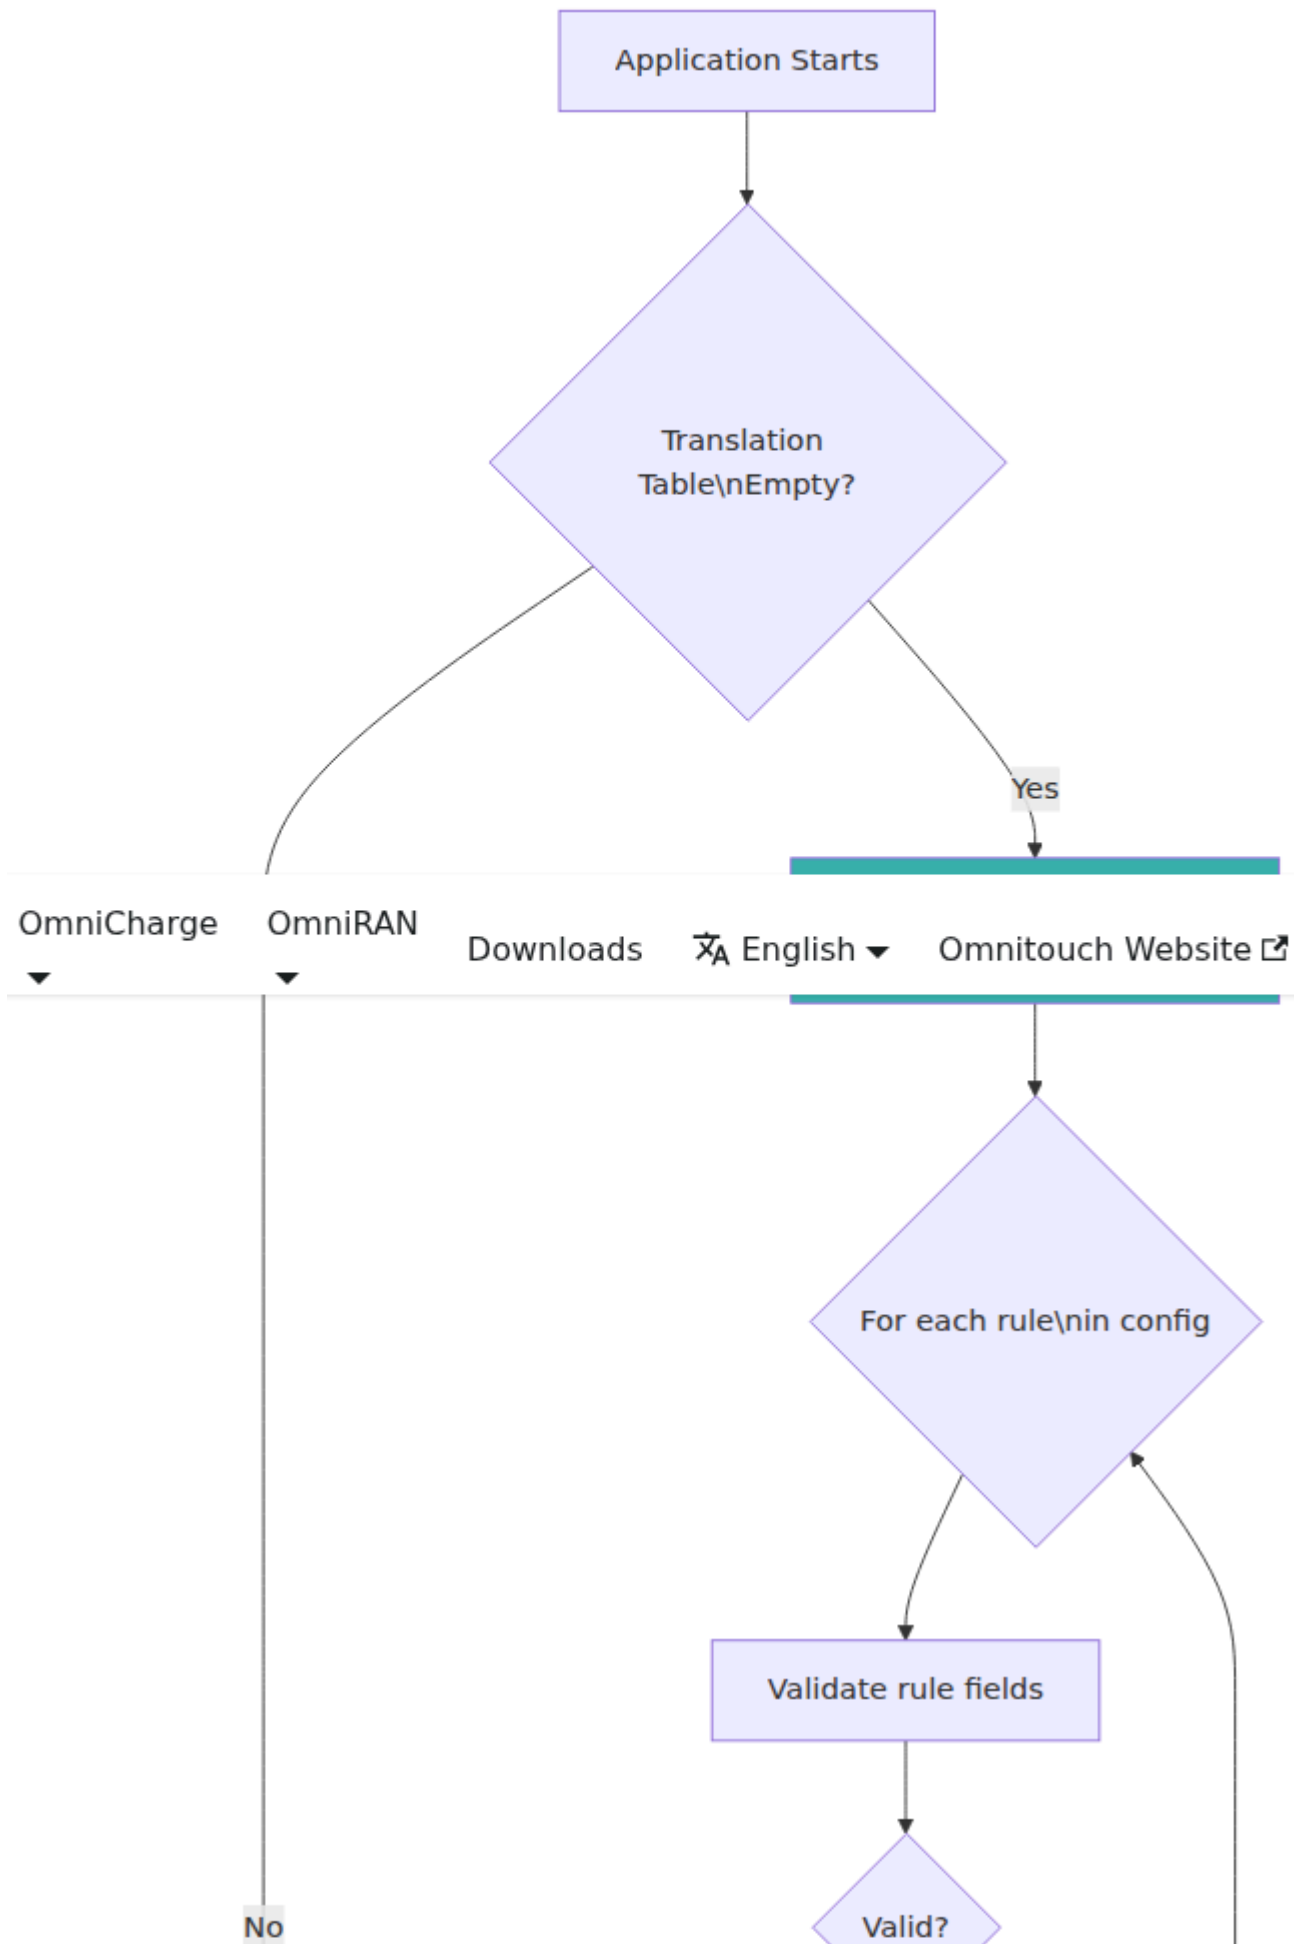 Application Starts
Translation
Table\nEmpty?
Yes
OmniCharge
OmniRAN
Downloads
English
Omnitouch Website
For each rule\nin config
Validate rule fields
No
Valid?